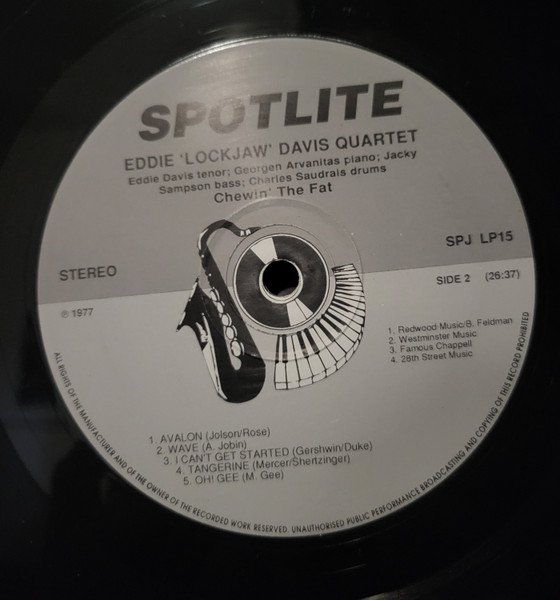 SPOTLITE
EDDIE 'LOCKJAW' DAVIS QUARTET
Eddie Davis tenor; Georgen Arvanitas piano; Jacky
Sampson bass; Charles Saudrais drums
Chewin' The Fat
STEREO
SPJ LP15
℗ 1977
SIDE 2 (26:37)
1. Redwood Music/B. Feldman
2. Westminster Music
3. Famous Chappell
4. 28th Street Music
1. AVALON (Jolson/Rose)
2. WAVE (A. Jobin)
3. I CAN'T GET STARTED (Gershwin/Duke)
4. TANGERINE (Mercer/Shertzinger)
5. OH! GEE (M. Gee)
ALL RIGHTS OF THE MANUFACTURER AND OF THE OWNER OF THE RECORDED WORK RESERVED. UNAUTHORISED PUBLIC PERFORMANCE BROADCASTING AND COPYING OF THIS RECORD PROHIBITED